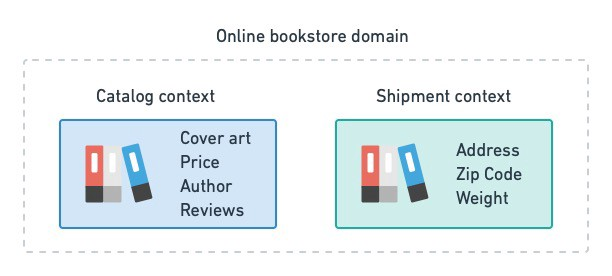 Online bookstore domain
Catalog context
Cover art
Price
Author
Reviews
Shipment context
Address
Zip Code
Weight